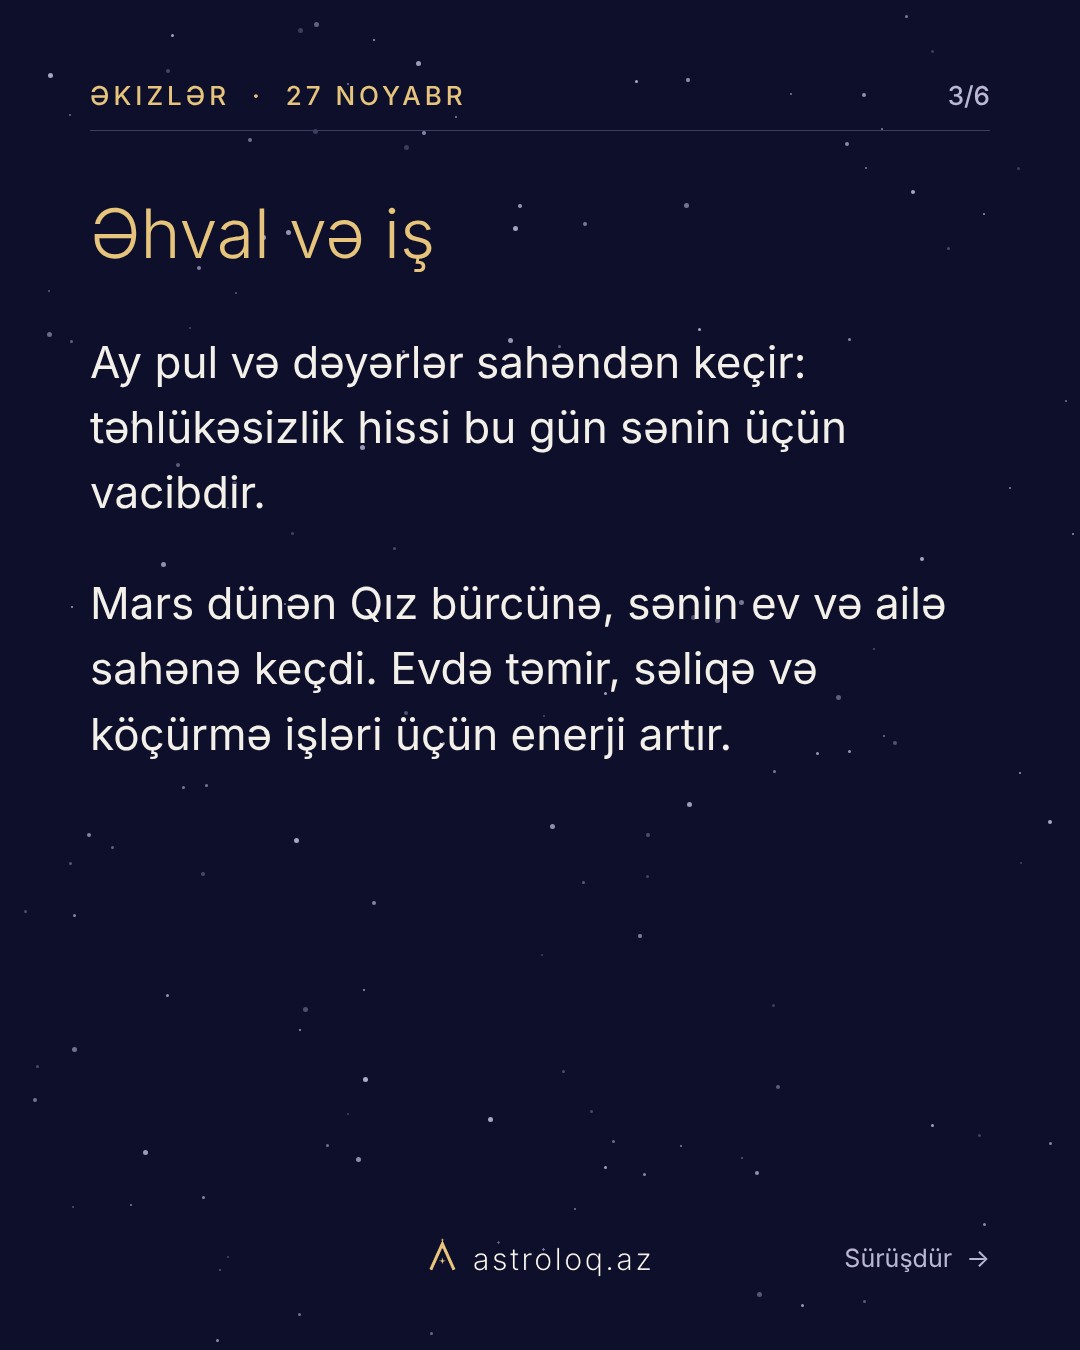 ƏKIZLƏR · 27 NOYABR
3/6
Əhval və iş
Ay pul və dəyərlər sahəndən keçir:
təhlükəsizlik hissi bu gün sənin üçün
vacibdir.
Mars dünən Qız bürcünə, sənin ev və ailə
sahənə keçdi. Evdə təmir, səliqə və
köçürmə işləri üçün enerji artır.
astroloq.az
Sürüşdür →